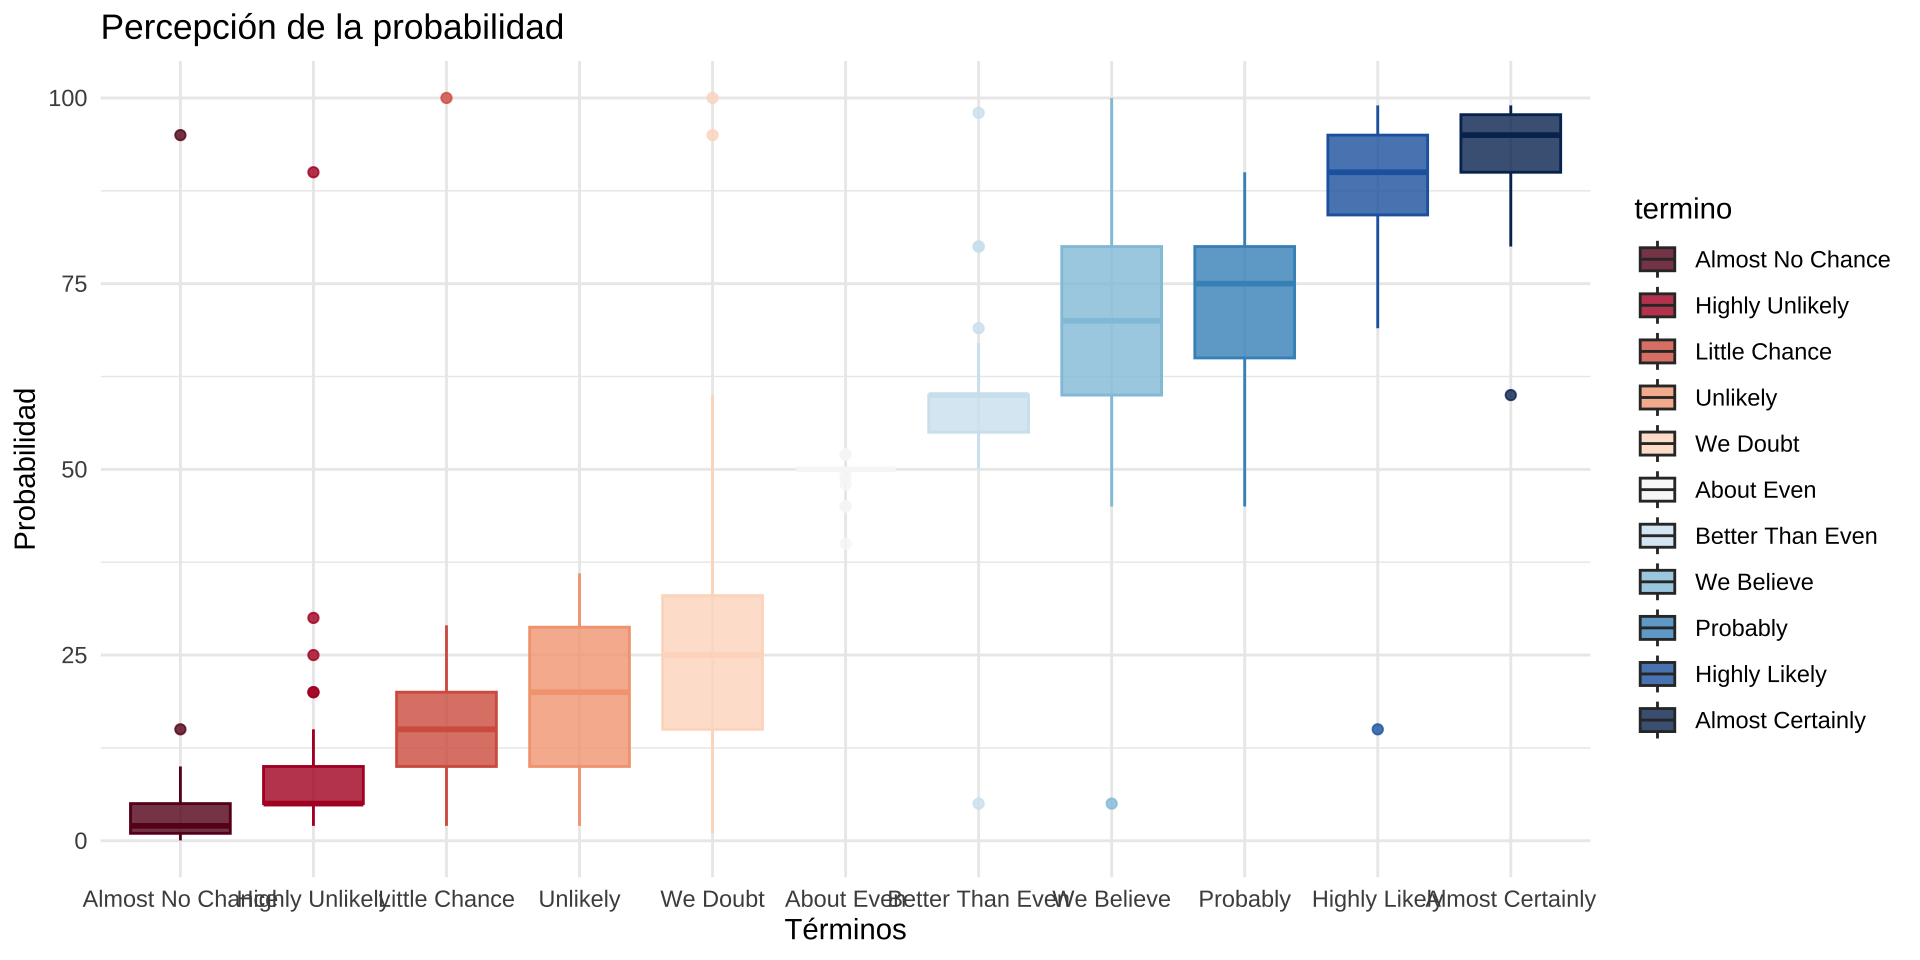 Percepción de la probabilidad
Probabilidad
100
75
50
25
0
Almost No Chance
Highly Unlikely
Little Chance
Unlikely
We Doubt
About Even
Better Than Even
We Believe
Probably
Highly Likely
Almost Certainly
Términos
termino
Almost No Chance
Highly Unlikely
Little Chance
Unlikely
We Doubt
About Even
Better Than Even
We Believe
Probably
Highly Likely
Almost Certainly